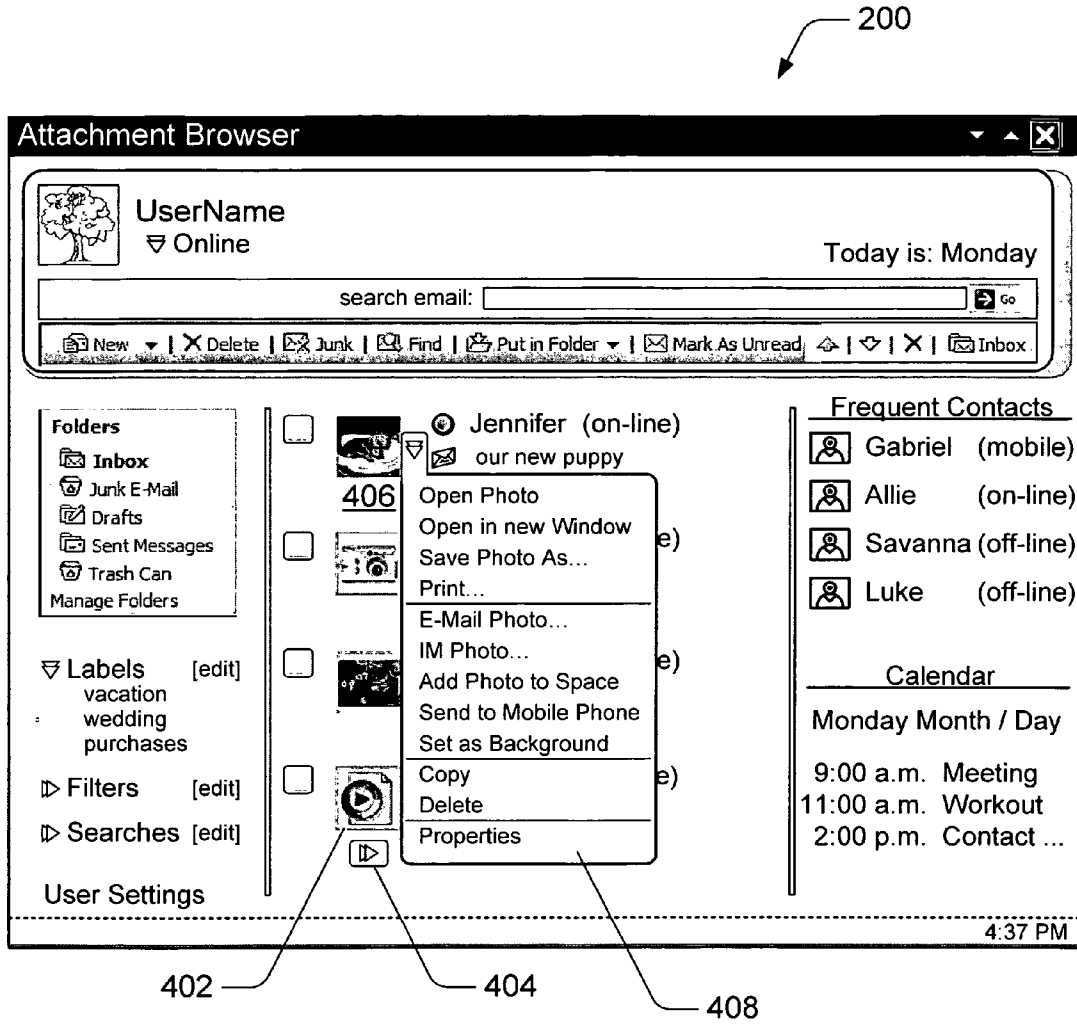 200
Attachment Browser
UserName
Online
Today is: Monday
search email:
Go
New | Delete | Junk | Find | Put in Folder | Mark As Unread | | | Inbox
Folders
Inbox
Junk E-Mail
Drafts
Sent Messages
Trash Can
Manage Folders
Labels [edit]
vacation
wedding
purchases
Filters [edit]
Searches [edit]
User Settings
Jennifer (on-line)
our new puppy
406
e)
e)
e)
Open Photo
Open in new Window
Save Photo As...
Print...
E-Mail Photo...
IM Photo...
Add Photo to Space
Send to Mobile Phone
Set as Background
Copy
Delete
Properties
Frequent Contacts
Gabriel (mobile)
Allie (on-line)
Savanna (off-line)
Luke (off-line)
Calendar
Monday Month / Day
9:00 a.m. Meeting
11:00 a.m. Workout
2:00 p.m. Contact ...
4:37 PM
402
404
408